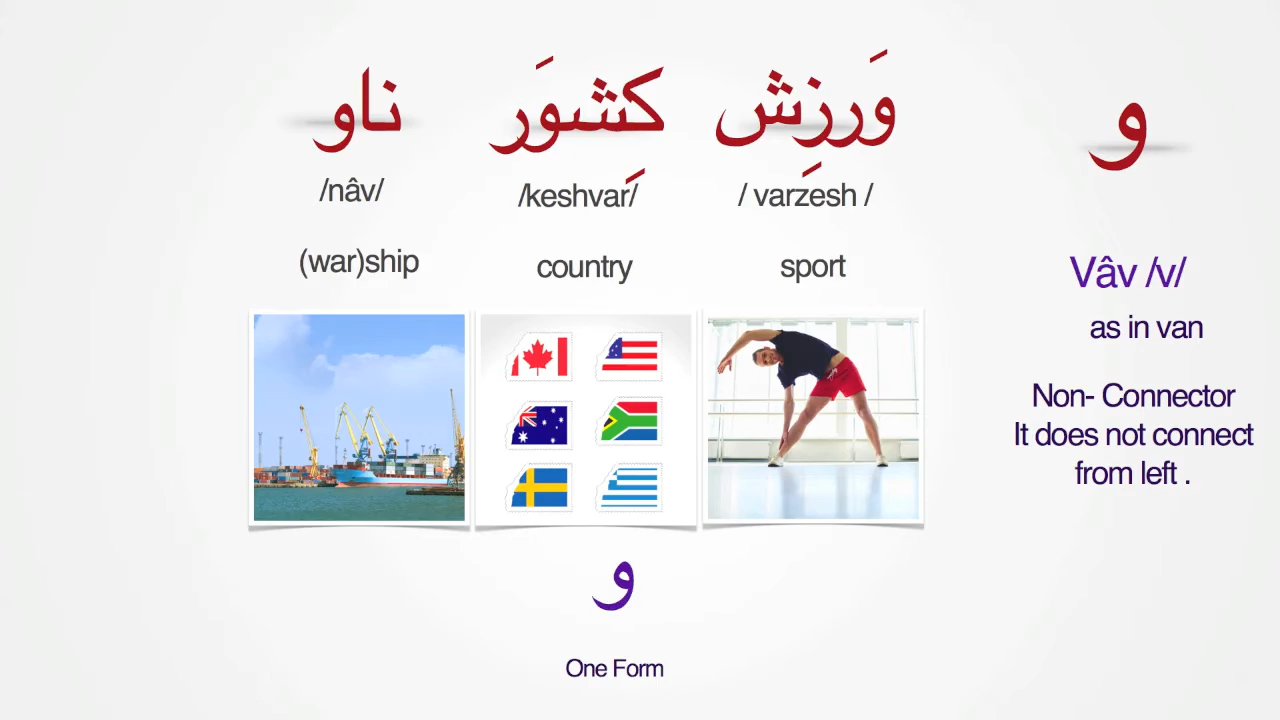 و
وَرزِش
کِشوَر
ناو
/ varzesh /
/keshvar/
/nâv/
sport
country
(war)ship
Vâv /v/
as in van
Non- Connector
It does not connect
from left .
و
One Form